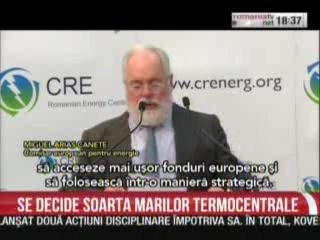 romaniatv
.net
18:37
CRE
Romanian Energy Center
www.crenerg.org
MIGUEL ARIAS CANETE
Comisar european pentru energie
să acceseze mai ușor fonduri europene și
să folosească într-o manieră strategică.
SE DECIDE SOARTA MARILOR TERMOCENTRALE
LANSAT DOUĂ ACȚIUNI DISCIPLINARE ÎMPOTRIVA SA. ÎN TOTAL, KOVE